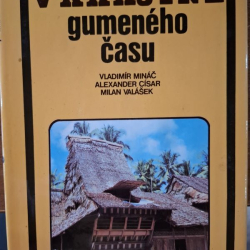 gumeného
času
VLADIMÍR MINÁČ
ALEXANDER CÍSAR
MILAN VALÁŠEK